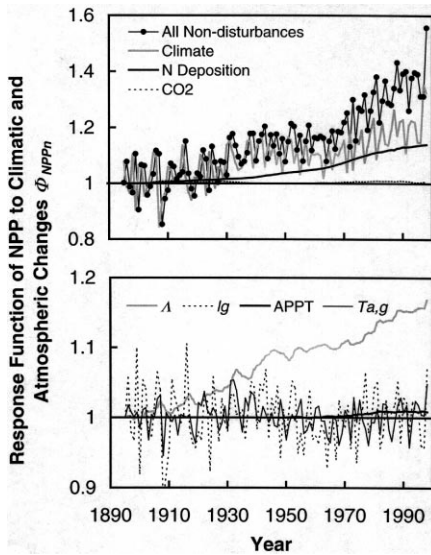 Response Function of NPP to Climatic and
Atmospheric Changes Φ_NPPn
1.6
1.4
1.2
1
0.8
All Non-disturbances
Climate
N Deposition
CO2
1.2
1.1
1
0.9
Λ lg APPT Ta,g
1890 1910 1930 1950 1970 1990
Year